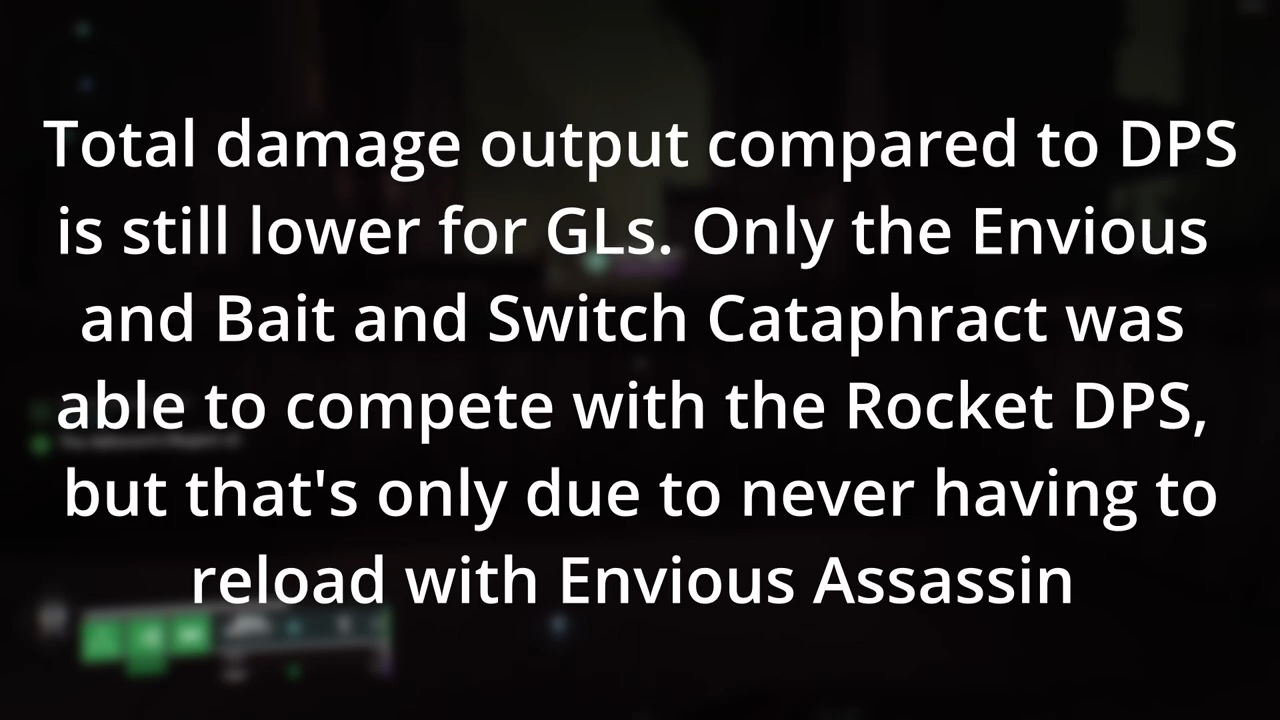 Total damage output compared to DPS
is still lower for GLs. Only the Envious
and Bait and Switch Cataphract was
able to compete with the Rocket DPS,
but that's only due to never having to
reload with Envious Assassin